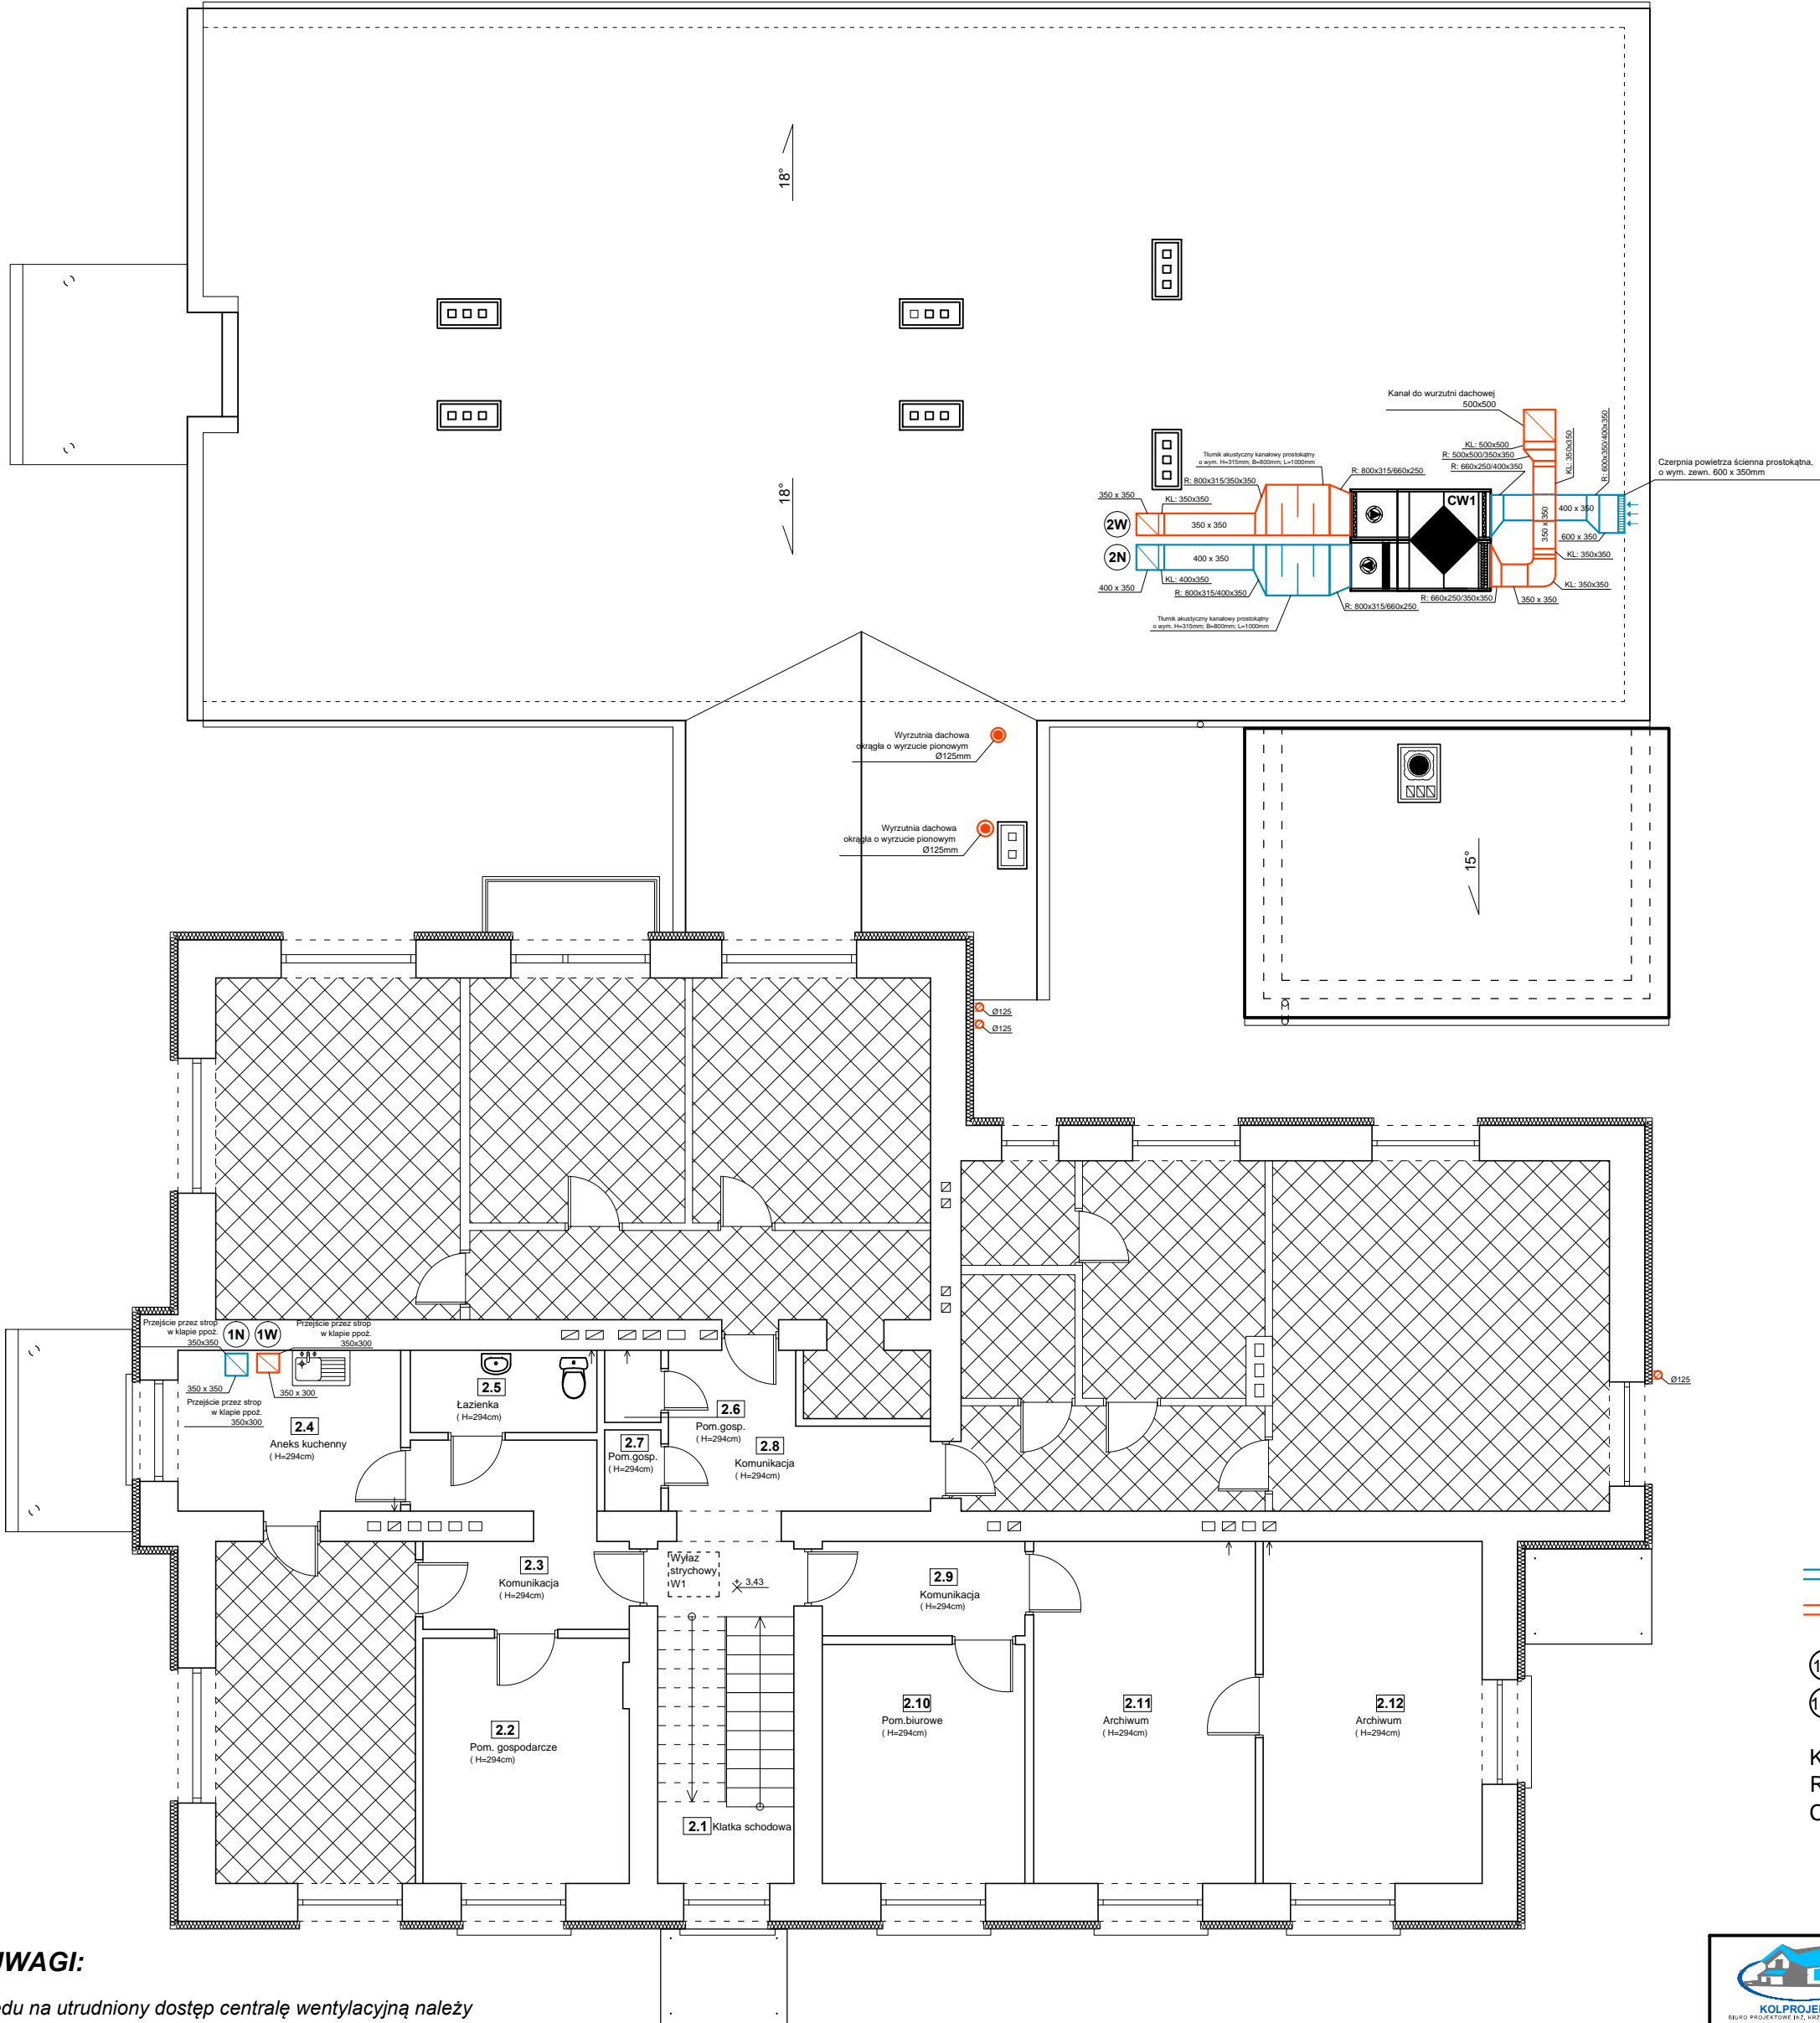 18°
18°
Kanał do wurzutni dachowej
500x500
KL: 500x500
R: 500x500/350x350
R: 660x250/400x350
KL: 350x350
R: 600x350/400x350
Czerpnia powietrza ścienna prostokątna,
o wym. zewn. 600 x 350mm
Tłumik akustyczny kanałowy prostokątny
o wym. H=315mm; B=800mm; L=1000mm
R: 800x315/660x250
R: 800x315/350x350
350 x 350
KL: 350x350
2W
350 x 350
CW1
400 x 350
350 x 350
600 x 350
2N
400 x 350
KL: 350x350
400 x 350
KL: 400x350
R: 800x315/400x350
R: 800x315/660x250
R: 660x250/350x350
350 x 350
KL: 350x350
Tłumik akustyczny kanałowy prostokątny
o wym. H=315mm; B=800mm; L=1000mm
Wyrzutnia dachowa
okrągła o wyrzucie pionowym
Ø125mm
Wyrzutnia dachowa
okrągła o wyrzucie pionowym
Ø125mm
15°
Ø125
Ø125
Przejście przez strop
w klapie ppoż.
350x350
1N
1W
Przejście przez strop
w klapie ppoż.
350x300
350 x 350
350 x 300
Przejście przez strop
w klapie ppoż.
350x300
2.4
Aneks kuchenny
( H=294cm)
2.5
Łazienka
( H=294cm)
2.6
Pom.gosp.
( H=294cm)
2.7
Pom.gosp.
( H=294cm)
2.8
Komunikacja
( H=294cm)
Ø125
2.3
Komunikacja
( H=294cm)
Wyłaz
strychowy
W1
+ 3,43
2.9
Komunikacja
( H=294cm)
2.2
Pom. gospodarcze
( H=294cm)
2.10
Pom.biurowe
( H=294cm)
2.11
Archiwum
( H=294cm)
2.12
Archiwum
( H=294cm)
2.1 Klatka schodowa
1
1
K
R
UWAGI:
ędu na utrudniony dostęp centralę wentylacyjną należy
KOLPROJE
BIURO PROJEKTOWE INŻ. KRZ